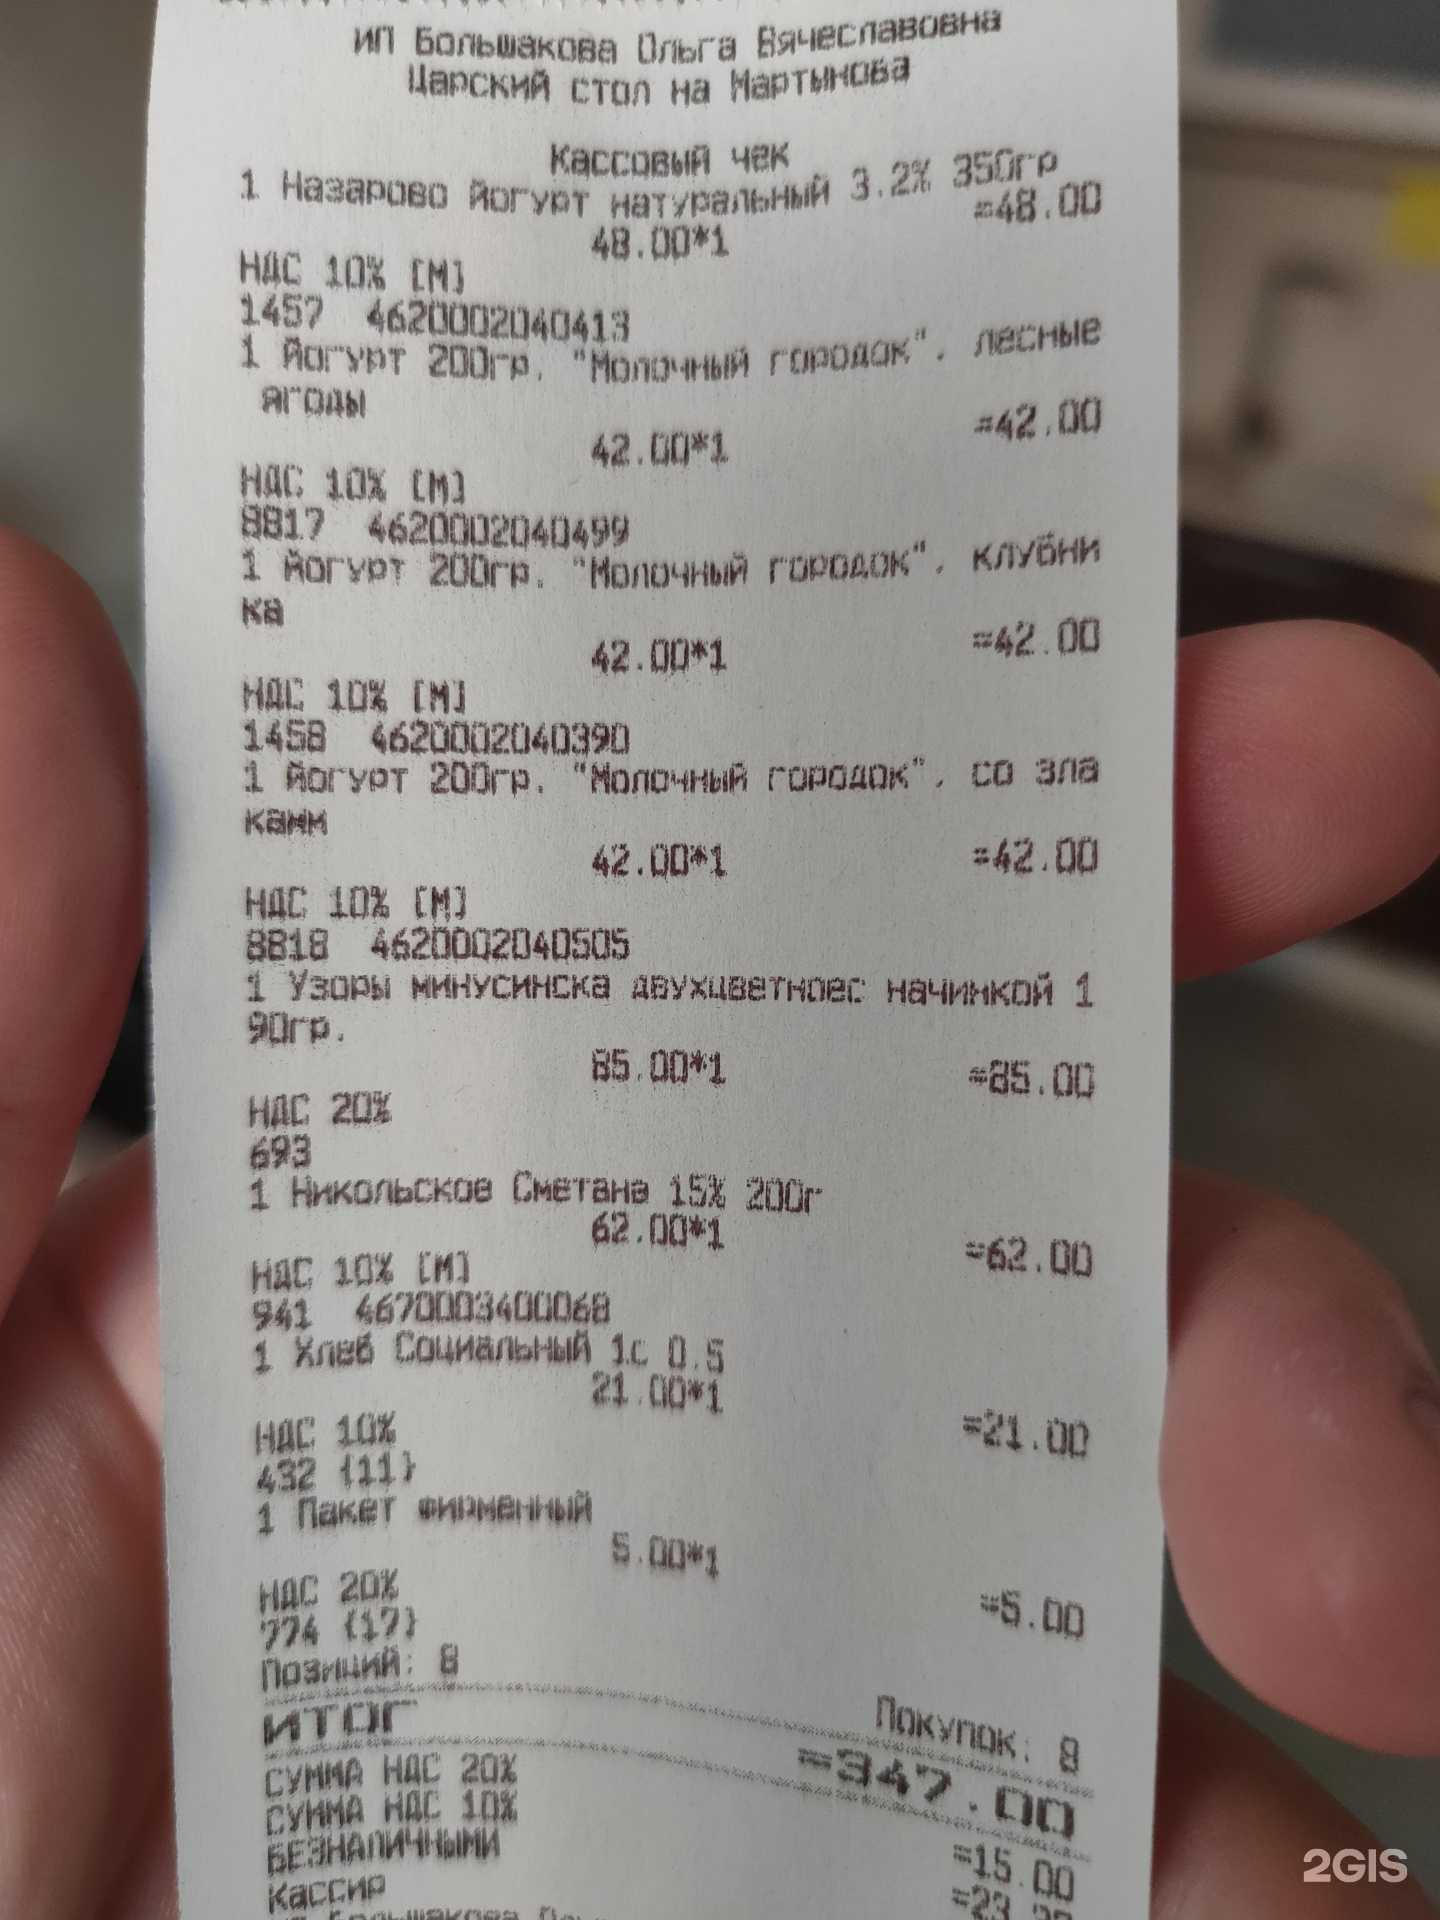 ИП Большакова Ольга Вячеславовна
Царский стол на Мартынова
Кассовый чек
1 Назарово йогурт натуральный 3.2% 350гр
48.00*1 =48.00
НДС 10% [М]
1457 4620002040413
1 Йогурт 200гр. "Молочный городок", лесные
ягоды
42.00*1 =42.00
НДС 10% [М]
8817 4620002040499
1 Йогурт 200гр. "Молочный городок", клубни
ка
42.00*1 =42.00
НДС 10% [М]
1458 4620002040390
1 Йогурт 200гр. "Молочный городок", со зла
ками
42.00*1 =42.00
НДС 10% [М]
8818 4620002040505
1 Узоры минусинска двухцветноес начинкой 1
90гр.
85.00*1 =85.00
НДС 20%
693
1 Никольское Сметана 15% 200г
62.00*1 =62.00
НДС 10% [М]
941 4670003400068
1 Хлеб Социальный 1с 0.5
21.00*1 =21.00
НДС 10%
432 {11}
1 Пакет фирменный
5.00*1 =5.00
НДС 20%
774 {17}
Позиций: 8 Покупок: 8
ИТОГ =347.00
СУММА НДС 20% =15.00
СУММА НДС 10%
БЕЗНАЛИЧНЫМИ
Кассир
2GIS